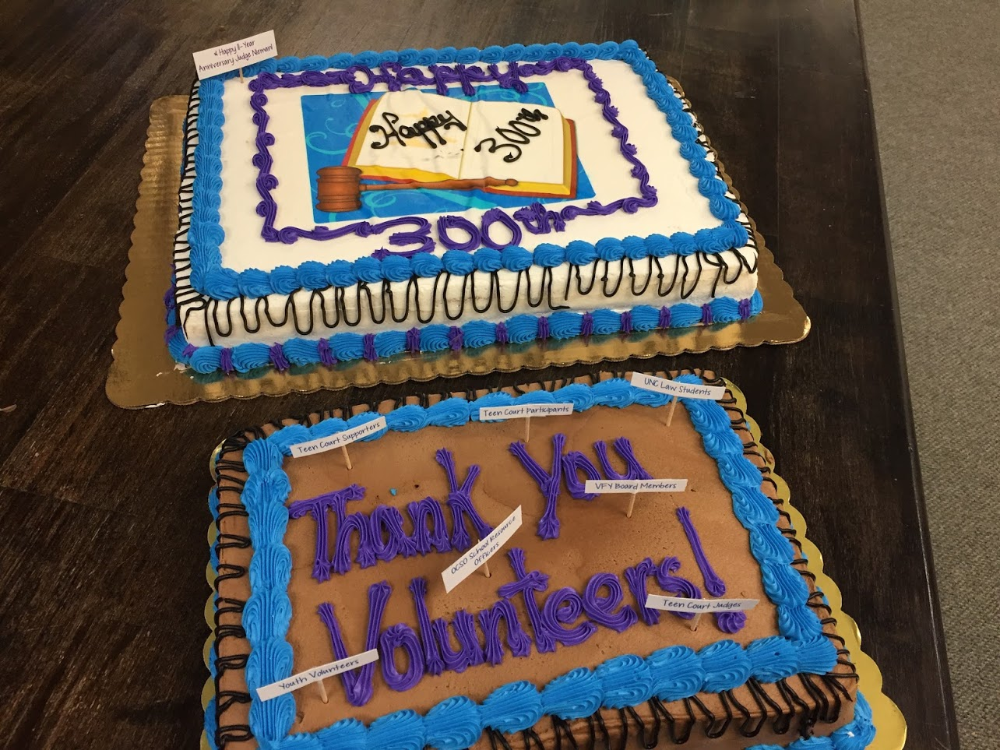 * Happy 11-Year
Anniversary Judge Nieman!
Happy
Happy
300th
300th
UNC Law Students
Teen Court Participants
Teen Court Supporters
Thank You
VFY Board Members
OCSO School Resource
Officers
Volunteers!
Teen Court Judges
Youth Volunteers